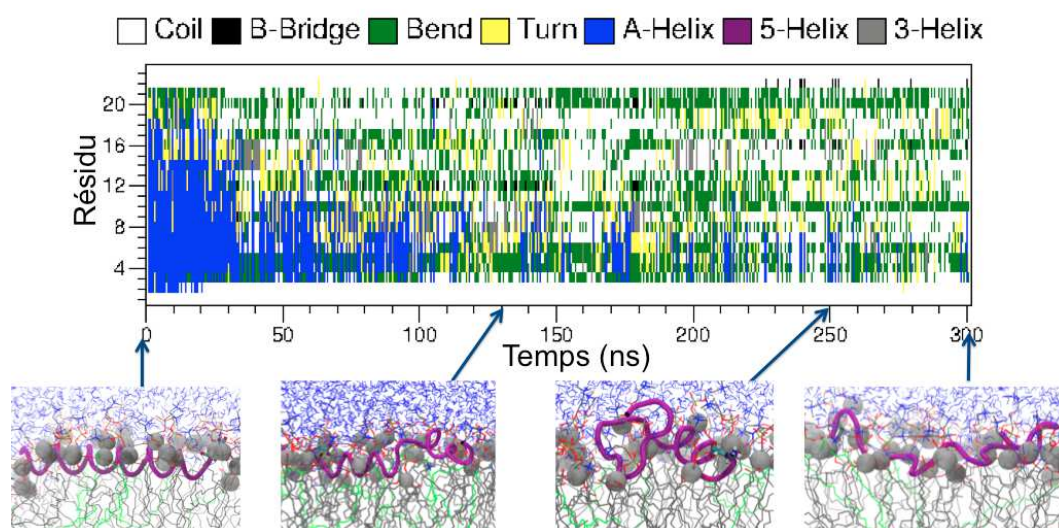 Coil B-Bridge Bend Turn A-Helix 5-Helix 3-Helix
Résidu
20
16
12
8
4
0 50 100 150 200 250 300
Temps (ns)